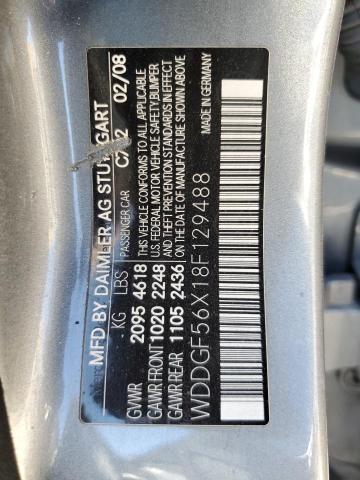 MFD BY DAIMLER AG STUTTGART
KG LBS PASSENGER CAR 02/08
GVWR 2095 4618 THIS VEHICLE CONFORMS TO ALL APPLICABLE
GAWR FRONT 1020 2248 U.S. FEDERAL MOTOR VEHICLE SAFETY, BUMPER
GAWR REAR 1105 2436 AND THEFT PREVENTION STANDARDS IN EFFECT
ON THE DATE OF MANUFACTURE SHOWN ABOVE
WDDGF56X18F129488 MADE IN GERMANY